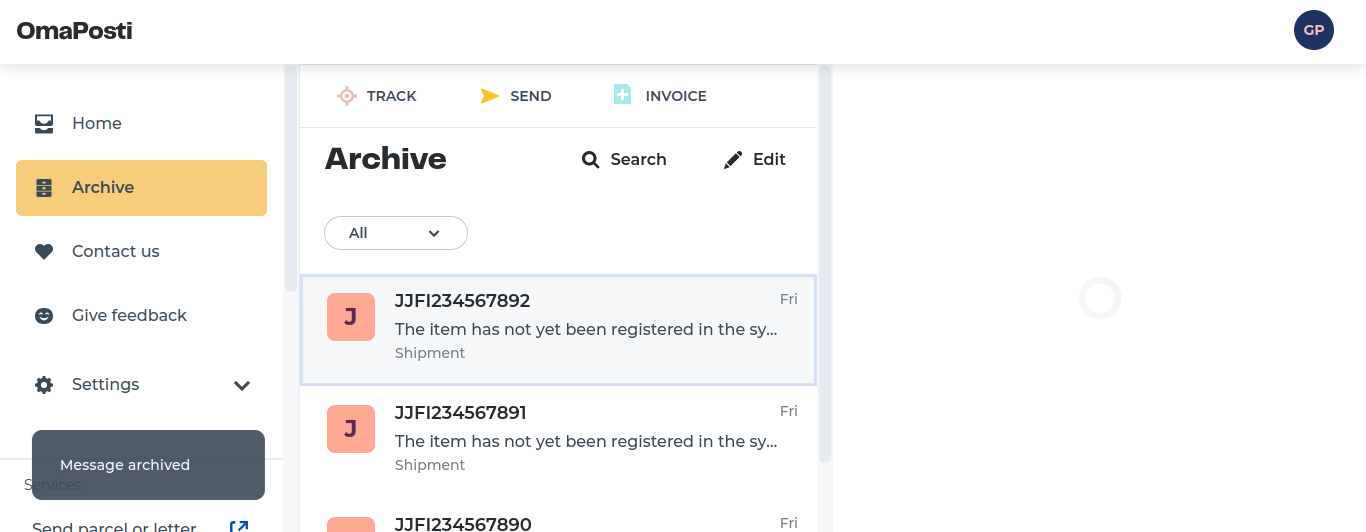 OmaPosti
GP
Home
Archive
Contact us
Give feedback
Settings
Message archived
Services
Send parcel or letter
TRACK
SEND
INVOICE
Archive
Search
Edit
All
J
JJFI234567892
Fri
The item has not yet been registered in the sy...
Shipment
J
JJFI234567891
Fri
The item has not yet been registered in the sy...
Shipment
JJFI234567890
Fri